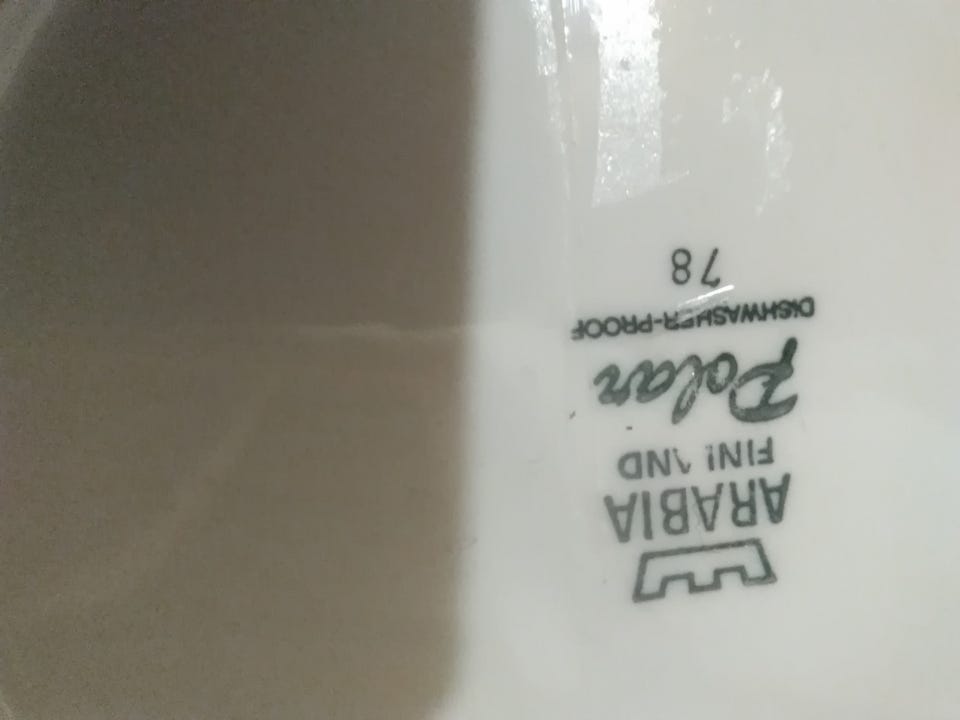 ARABIA
FINLAND
Polar
DISHWASHER-PROOF
78